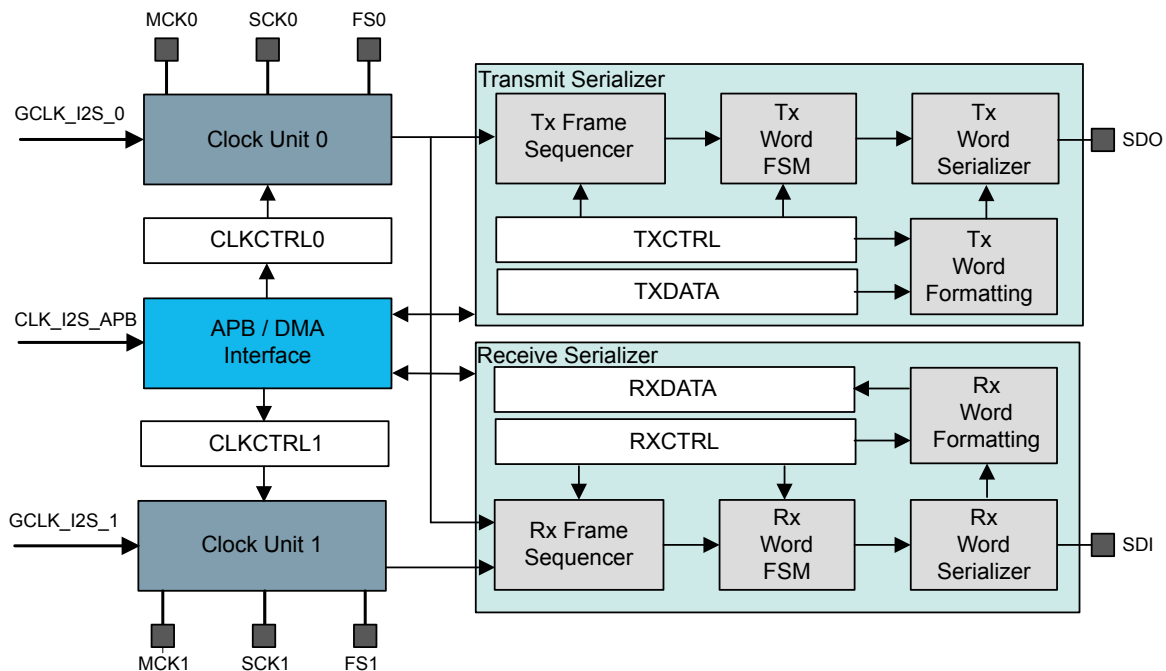 MCK0
SCK0
FS0
GCLK_I2S_0
Clock Unit 0
CLKCTRL0
CLK_I2S_APB
APB / DMA
Interface
CLKCTRL1
GCLK_I2S_1
Clock Unit 1
MCK1
SCK1
FS1
Transmit Serializer
Tx Frame
Sequencer
Tx
Word
FSM
Tx
Word
Serializer
SDO
TXCTRL
TXDATA
Tx
Word
Formatting
Receive Serializer
RXDATA
RXCTRL
Rx
Word
Formatting
Rx Frame
Sequencer
Rx
Word
FSM
Rx
Word
Serializer
SDI